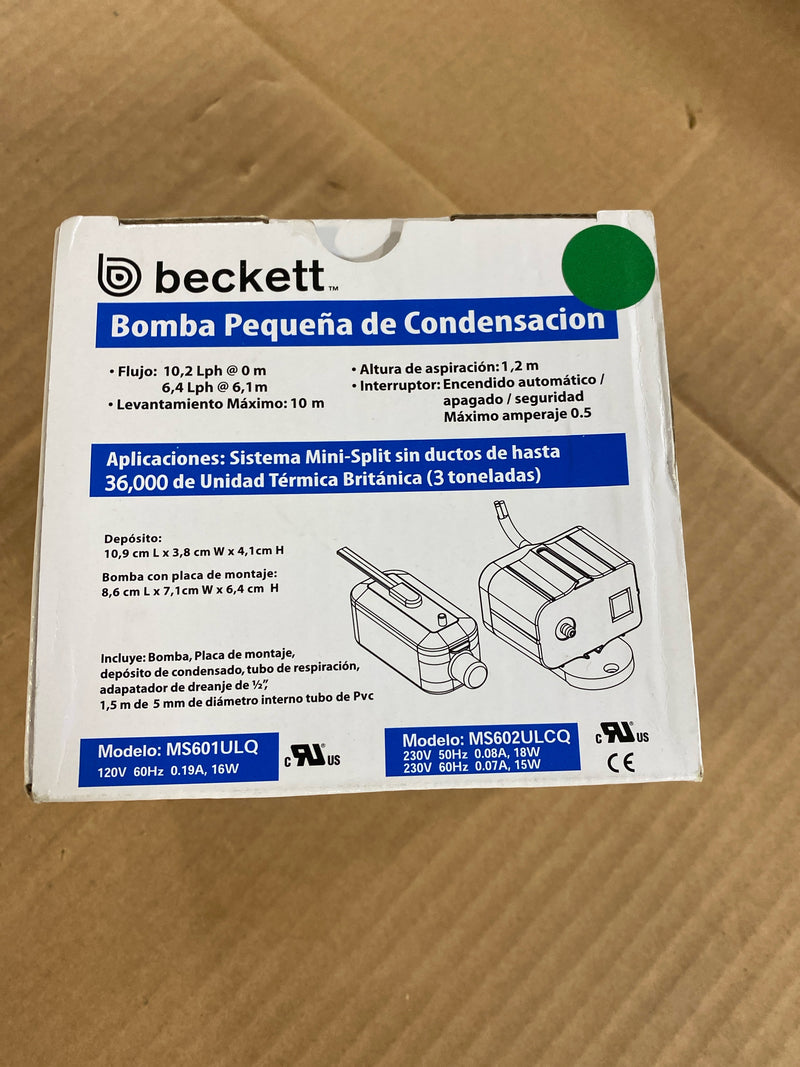 beckett™
Bomba Pequeña de Condensacion
• Flujo: 10,2 Lph @ 0 m
6,4 Lph @ 6,1m
• Levantamiento Máximo: 10 m
• Altura de aspiración: 1,2 m
• Interruptor: Encendido automático /
apagado / seguridad
Máximo amperaje 0.5
Aplicaciones: Sistema Mini-Split sin ductos de hasta
36,000 de Unidad Térmica Británica (3 toneladas)
Depósito:
10,9 cm L x 3,8 cm W x 4,1cm H
Bomba con placa de montaje:
8,6 cm L x 7,1cm W x 6,4 cm H
Incluye: Bomba, Placa de montaje,
depósito de condensado, tubo de respiración,
adapatador de dreanje de ½",
1,5 m de 5 mm de diámetro interno tubo de Pvc
Modelo: MS601ULQ
120V 60Hz 0.19A, 16W
c RU US
Modelo: MS602ULCQ
230V 50Hz 0.08A, 18W
230V 60Hz 0.07A, 15W
c RU US
CE